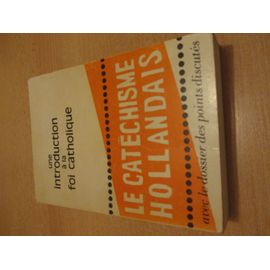 une
introduction
à la
foi catholique
LE CATÉCHISME
HOLLANDAIS
avec le dossier des points discutés